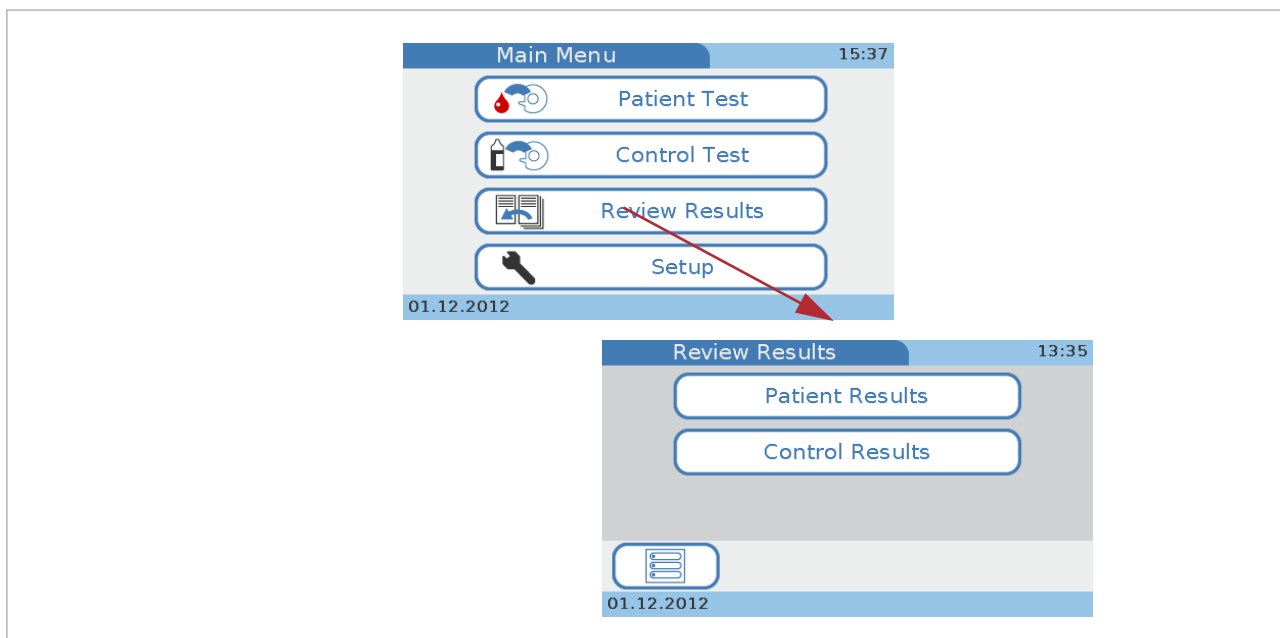 Main Menu
15:37
Patient Test
Control Test
Review Results
Setup
01.12.2012
Review Results
13:35
Patient Results
Control Results
01.12.2012